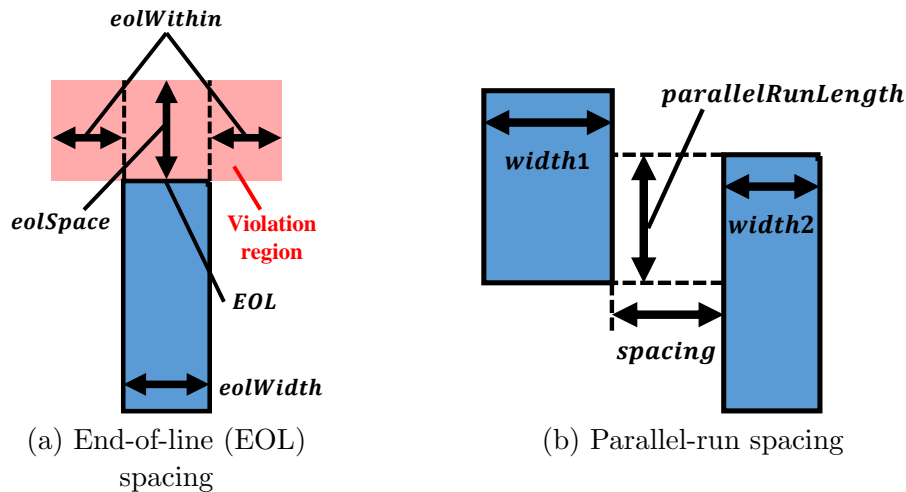 eolWithin
eolSpace
Violation
region
EOL
eolWidth
(a) End-of-line (EOL)
spacing
parallelRunLength
width1
width2
spacing
(b) Parallel-run spacing